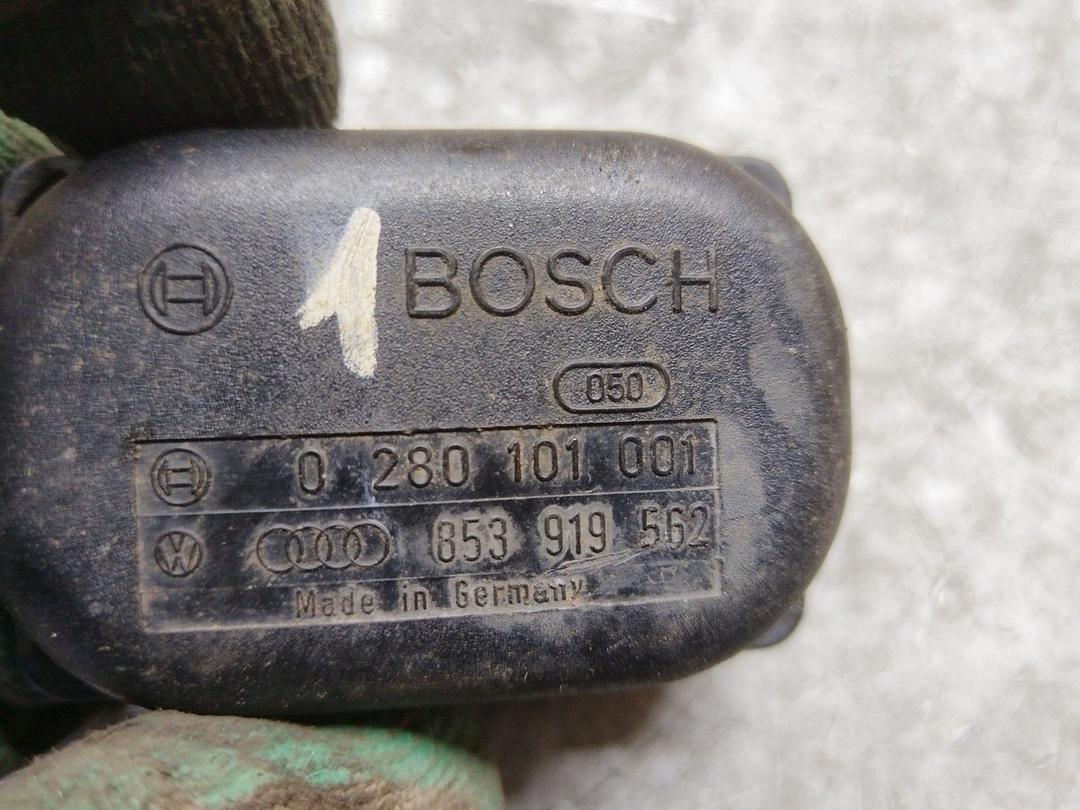 1 BOSCH
050
0 280 101 001
853 919 562
Made in Germany